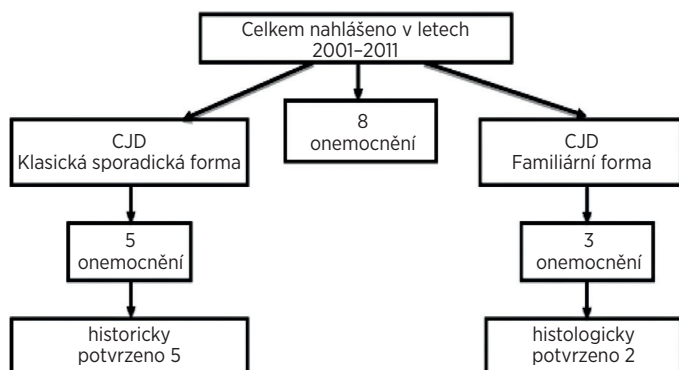 Celkem nahlášeno v letech
2001–2011
8
onemocnění
CJD
Klasická sporadická forma
CJD
Familiární forma
5
onemocnění
3
onemocnění
historicky
potvrzeno 5
histologicky
potvrzeno 2